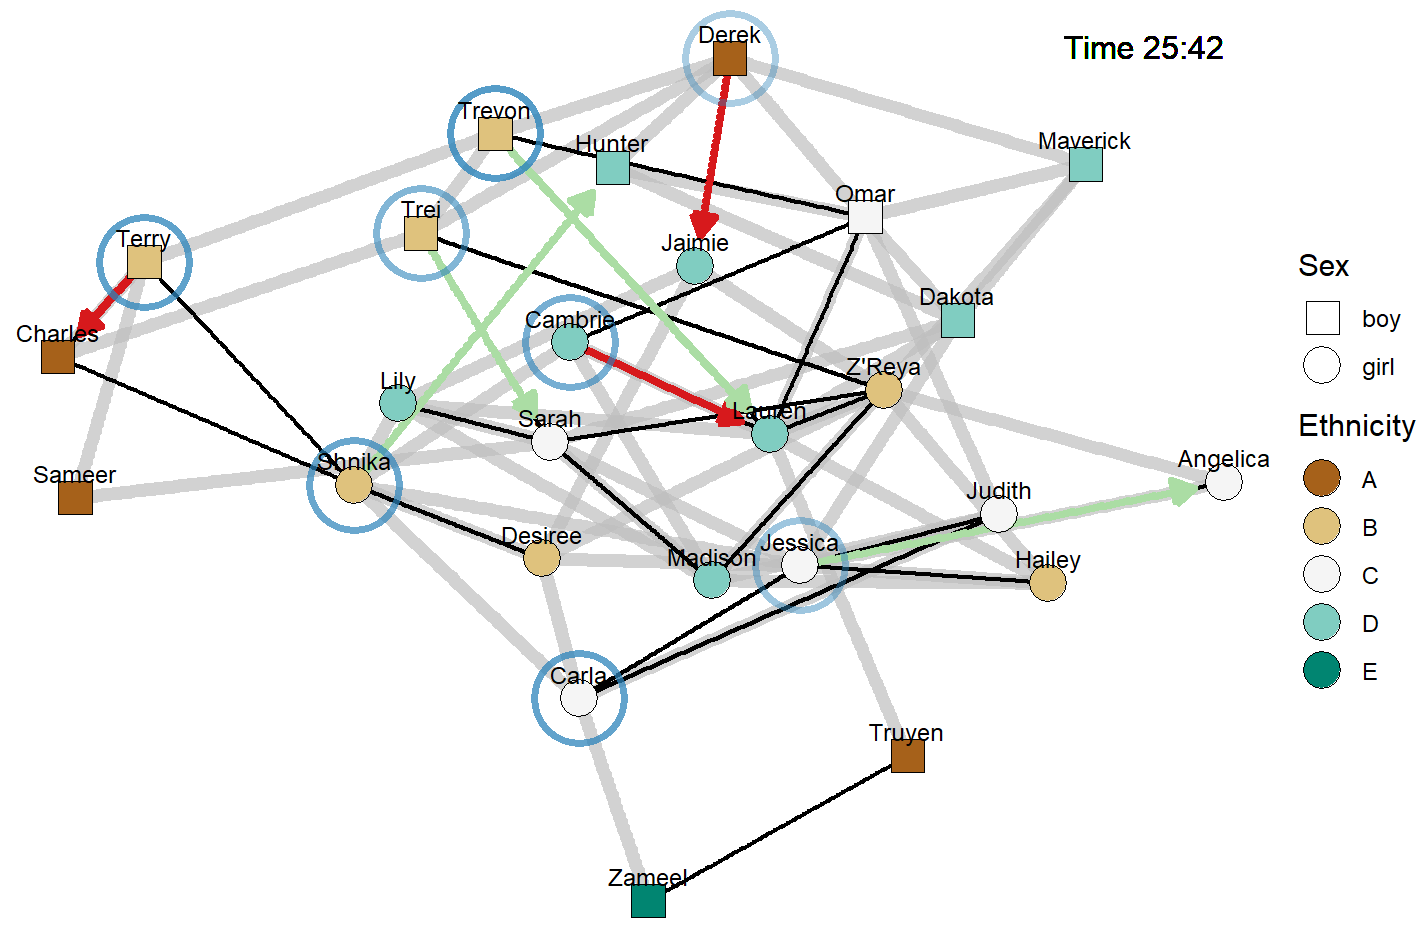 Derek
Time 25:42
Trevon
Hunter
Maverick
Omar
Trei
Terry
Jaimie
Dakota
Charles
Cambrie
Z'Reya
Lily
Lauren
Sarah
Shnika
Sameer
Angelica
Judith
Desiree
Jessica
Madison
Hailey
Carla
Truyen
Zameel
Sex
boy
girl
Ethnicity
A
B
C
D
E